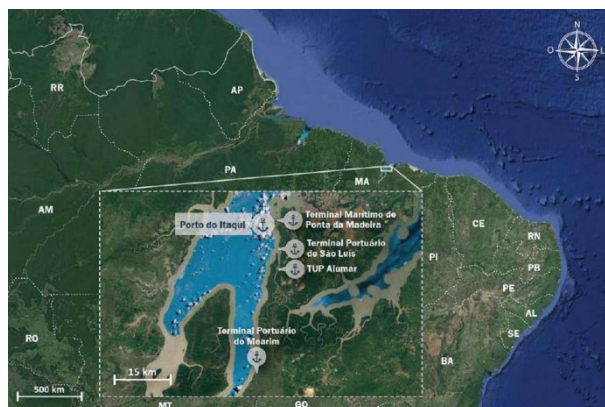 N
O
L
S
RR
AP
AM
PA
MA
CE
RN
PI
PB
PE
AL
SE
BA
RO
MT
GO
Porto do Itaqui
Terminal Marítimo de
Ponta da Madeira
Terminal Portuário
de São Luís
TUP Alumar
Terminal Portuário
do Mearim
15 km
500 km